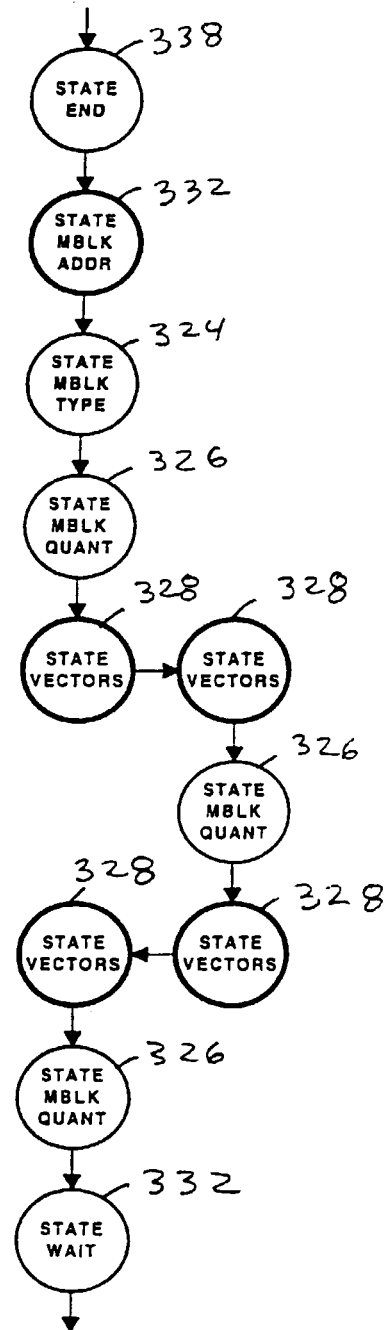 338
STATE
END
332
STATE
MBLK
ADDR
324
STATE
MBLK
TYPE
326
STATE
MBLK
QUANT
328
328
STATE
VECTORS
STATE
VECTORS
326
STATE
MBLK
QUANT
328
328
STATE
VECTORS
STATE
VECTORS
326
STATE
MBLK
QUANT
332
STATE
WAIT